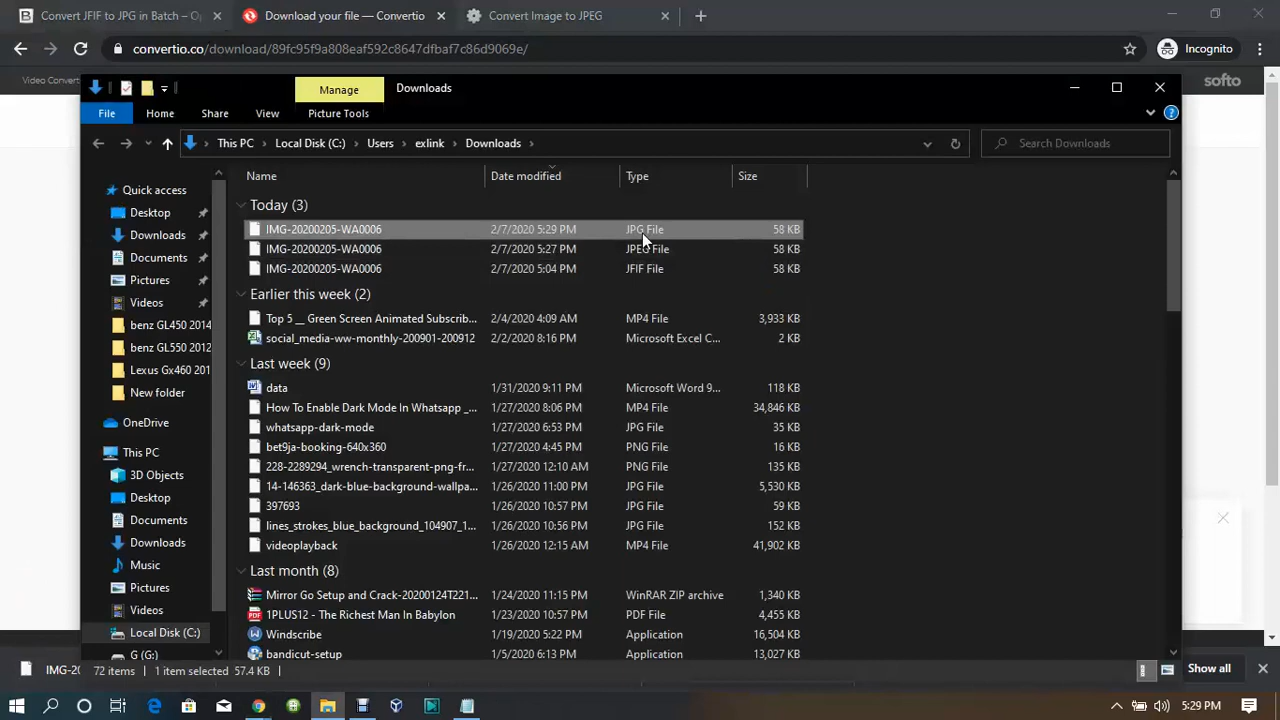 Convert JFIF to JPG in Batch – Op
Download your file — Convertio
Convert Image to JPEG
convertio.co/download/89fc95f9a808eaf592c8647dfbaf7c86d9069e/
Incognito
Video Convert
softo
Manage
Downloads
File
Home
Share
View
Picture Tools
This PC
Local Disk (C:)
Users
exlink
Downloads
Search Downloads
Name
Date modified
Type
Size
Quick access
Desktop
Downloads
Documents
Pictures
Videos
benz GL450 2014
benz GL550 2012
Lexus Gx460 201
New folder
OneDrive
This PC
3D Objects
Desktop
Documents
Downloads
Music
Pictures
Videos
Local Disk (C:)
G (G:)
Today (3)
IMG-20200205-WA0006 2/7/2020 5:29 PM JPG File 58 KB
IMG-20200205-WA0006 2/7/2020 5:27 PM JPEG File 58 KB
IMG-20200205-WA0006 2/7/2020 5:04 PM JFIF File 58 KB
Earlier this week (2)
Top 5 __ Green Screen Animated Subscrib... 2/4/2020 4:09 AM MP4 File 3,933 KB
social_media-ww-monthly-200901-200912 2/2/2020 8:16 PM Microsoft Excel C... 2 KB
Last week (9)
data 1/31/2020 9:11 PM Microsoft Word 9... 118 KB
How To Enable Dark Mode In Whatsapp _... 1/27/2020 8:06 PM MP4 File 34,846 KB
whatsapp-dark-mode 1/27/2020 6:53 PM JPG File 35 KB
bet9ja-booking-640x360 1/27/2020 4:45 PM PNG File 16 KB
228-2289294_wrench-transparent-png-fr... 1/27/2020 12:10 AM PNG File 135 KB
14-146363_dark-blue-background-wallpa... 1/26/2020 11:00 PM JPG File 5,530 KB
397693 1/26/2020 10:57 PM JPG File 59 KB
lines_strokes_blue_background_104907_1... 1/26/2020 10:56 PM JPG File 152 KB
videoplayback 1/26/2020 12:15 AM MP4 File 41,902 KB
Last month (8)
Mirror Go Setup and Crack-20200124T221... 1/24/2020 11:15 PM WinRAR ZIP archive 1,340 KB
1PLUS12 - The Richest Man In Babylon 1/23/2020 10:57 PM PDF File 4,455 KB
Windscribe 1/19/2020 5:22 PM Application 16,504 KB
bandicut-setup 1/5/2020 6:13 PM Application 13,027 KB
72 items 1 item selected 57.4 KB
IMG-20
Show all
5:29 PM